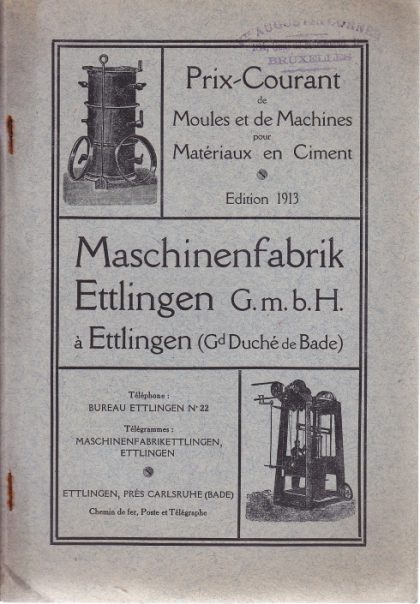 AUGUST
BRUXELLES
Prix-Courant
de
Moules et de Machines
pour
Matériaux en Ciment
Edition 1913
Maschinenfabrik
Ettlingen G.m.b.H.
à Ettlingen (Gd Duché de Bade)
Téléphone :
BUREAU ETTLINGEN No 22
Télégrammes :
MASCHINENFABRIKETTLINGEN,
ETTLINGEN
ETTLINGEN, PRÈS CARLSRUHE (BADE)
Chemin de fer, Poste et Télégraphe